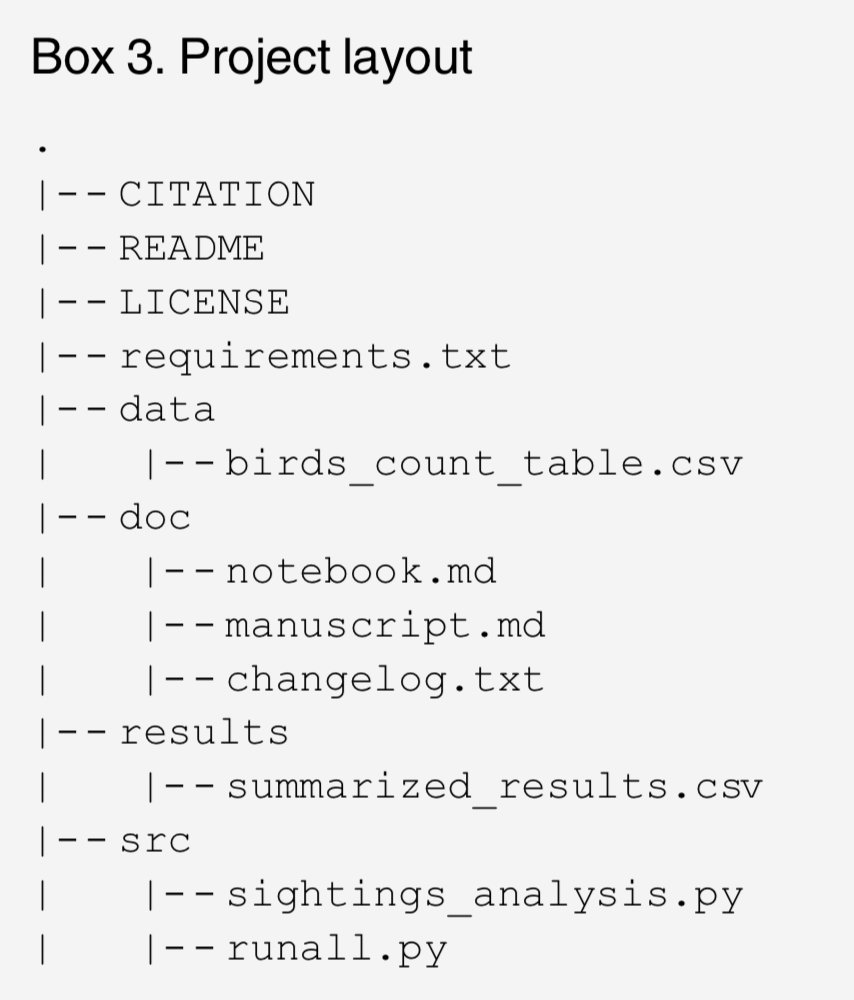 Box 3. Project layout
.
|-- CITATION
|-- README
|-- LICENSE
|-- requirements.txt
|-- data
|    |-- birds_count_table.csv
|-- doc
|    |-- notebook.md
|    |-- manuscript.md
|    |-- changelog.txt
|-- results
|    |-- summarized_results.csv
|-- src
|    |-- sightings_analysis.py
|    |-- runall.py